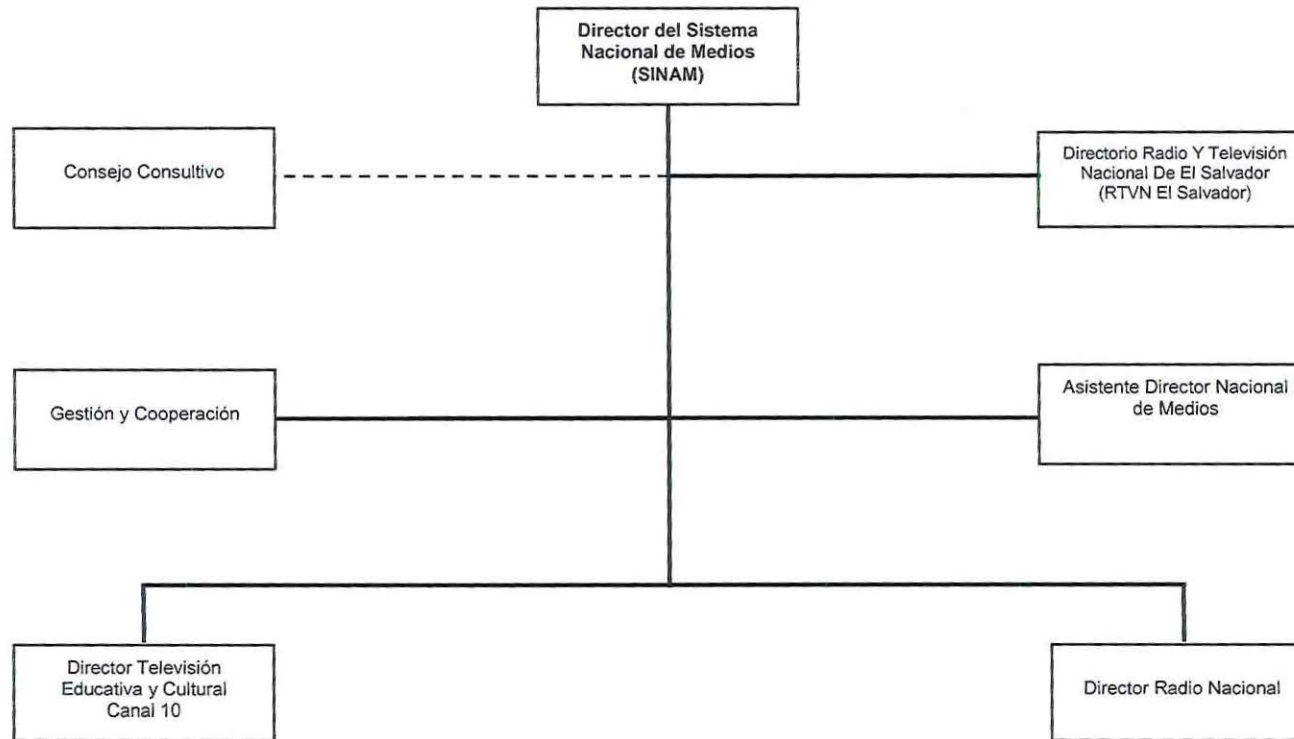 Director del Sistema
Nacional de Medios
(SINAM)
Consejo Consultivo
Directorio Radio Y Televisión
Nacional De El Salvador
(RTVN El Salvador)
Gestión y Cooperación
Asistente Director Nacional
de Medios
Director Televisión
Educativa y Cultural
Canal 10
Director Radio Nacional